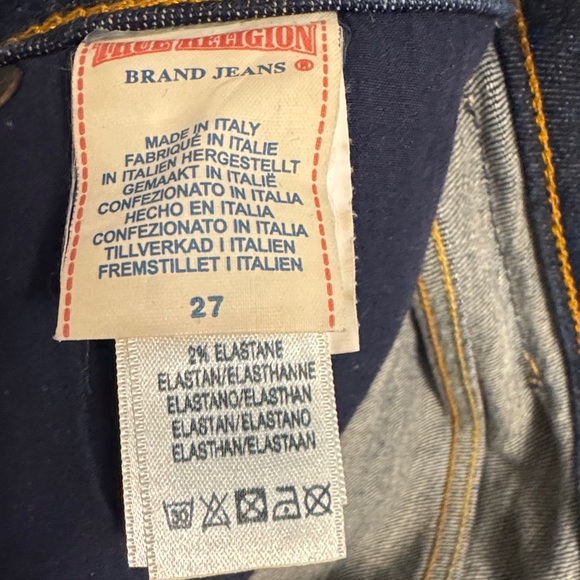 TRUE RELIGION
BRAND JEANS ®
MADE IN ITALY
FABRIQUÉ IN ITALIE
IN ITALIEN HERGESTELLT
GEMAAKT IN ITALIË
CONFEZIONATO IN ITALIA
HECHO EN ITALIA
CONFEZIONATO IN ITALIA
TILLVERKAD I ITALIEN
FREMSTILLET I ITALIEN
27
2% ELASTANE
ELASTAN/ELASTHANNE
ELASTANO/ELASTHAN
ELASTAN/ELASTANO
ELASTHAN/ELASTAAN
30